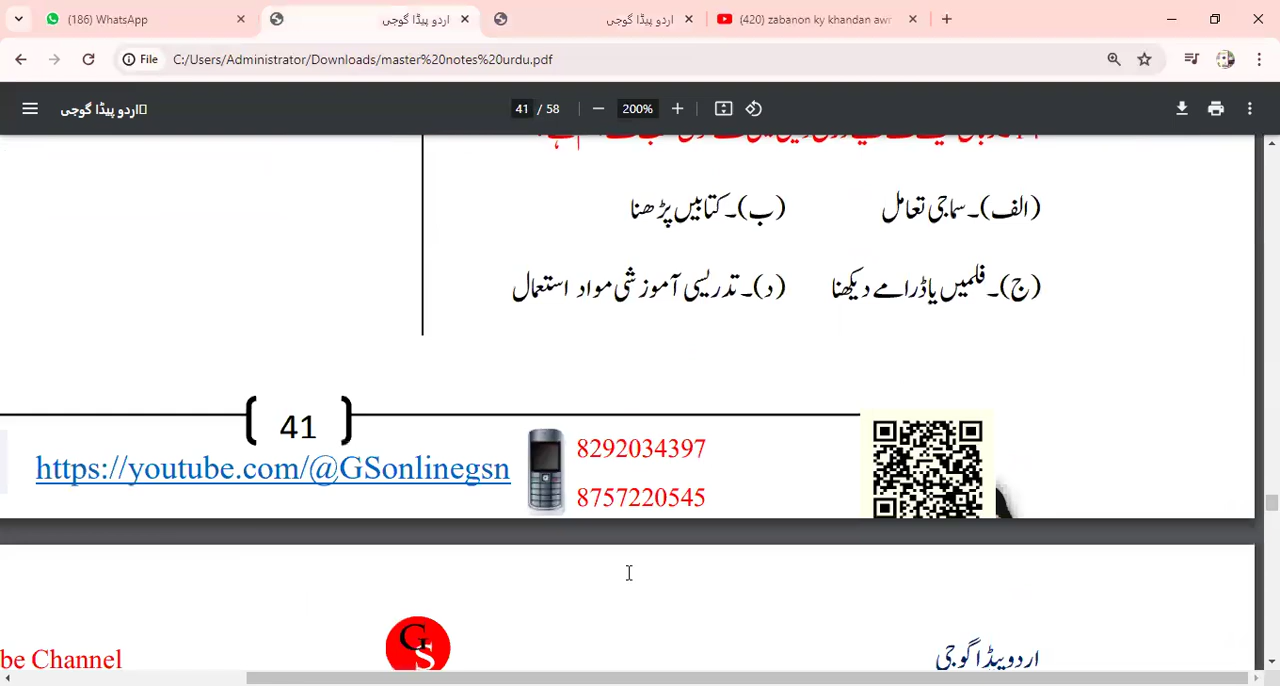 (186) WhatsApp
اردو پیڈا گوجی
اردو پیڈا گوجی
(420) zabanon ky khandan awr
File
C:/Users/Administrator/Downloads/master%20notes%20urdu.pdf
اردو پیڈا گوجی
41 / 58
200%
(الف)۔ سماجی تعامل (ب)۔ کتابیں پڑھنا
(ج)۔ فلمیں یا ڈرامے دیکھنا (د)۔ تدریسی آموزشی مواد استعمال
41
https://youtube.com/@GSonlinegsn
8292034397
8757220545
be Channel
GS
اردو پیڈا گوجی